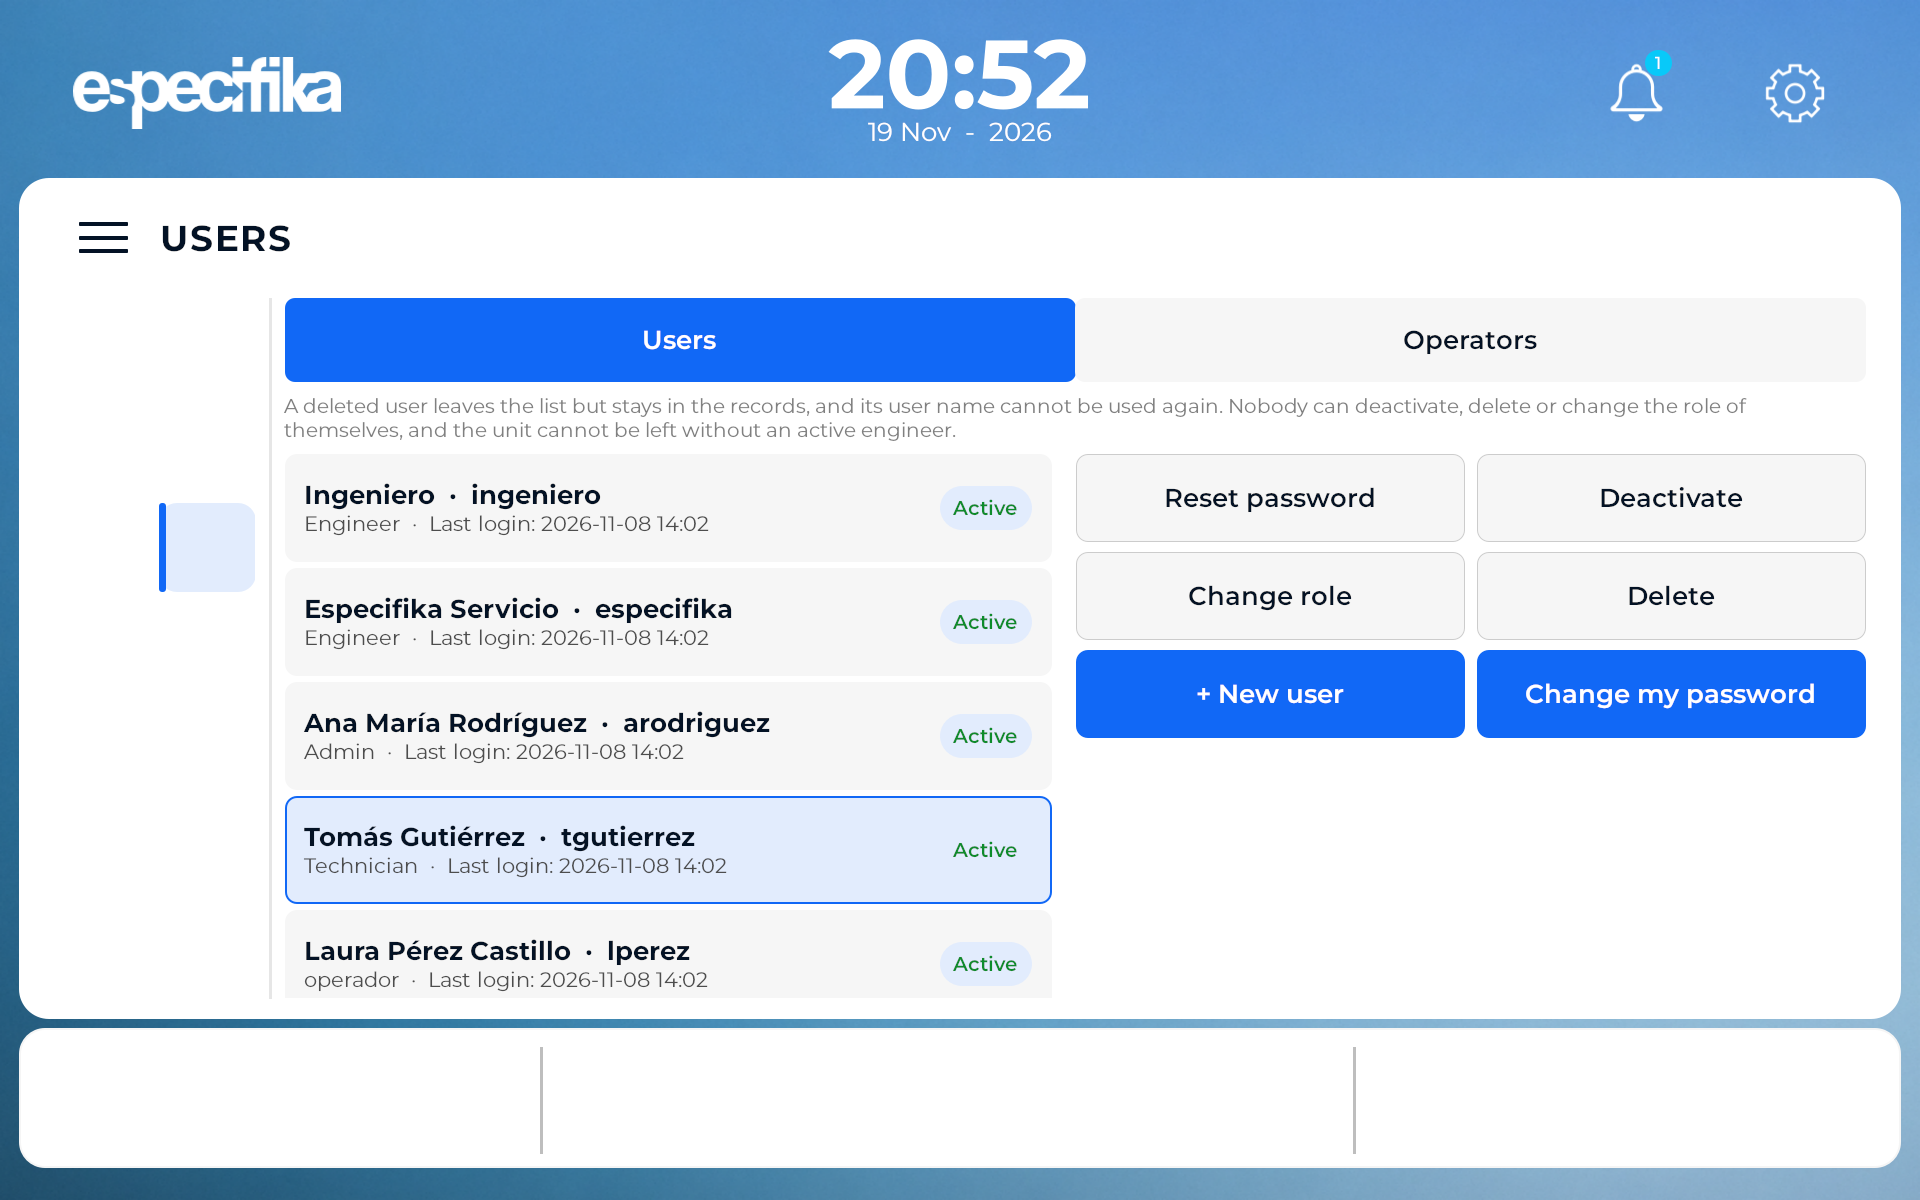 especifika
20:52
19 Nov - 2026
1
USERS
Users
Operators
A deleted user leaves the list but stays in the records, and its user name cannot be used again. Nobody can deactivate, delete or change the role of
themselves, and the unit cannot be left without an active engineer.
Ingeniero · ingeniero
Engineer · Last login: 2026-11-08 14:02
Active
Especifika Servicio · especifika
Engineer · Last login: 2026-11-08 14:02
Active
Ana María Rodríguez · arodriguez
Admin · Last login: 2026-11-08 14:02
Active
Tomás Gutiérrez · tgutierrez
Technician · Last login: 2026-11-08 14:02
Active
Laura Pérez Castillo · lperez
operador · Last login: 2026-11-08 14:02
Active
Reset password
Deactivate
Change role
Delete
+ New user
Change my password